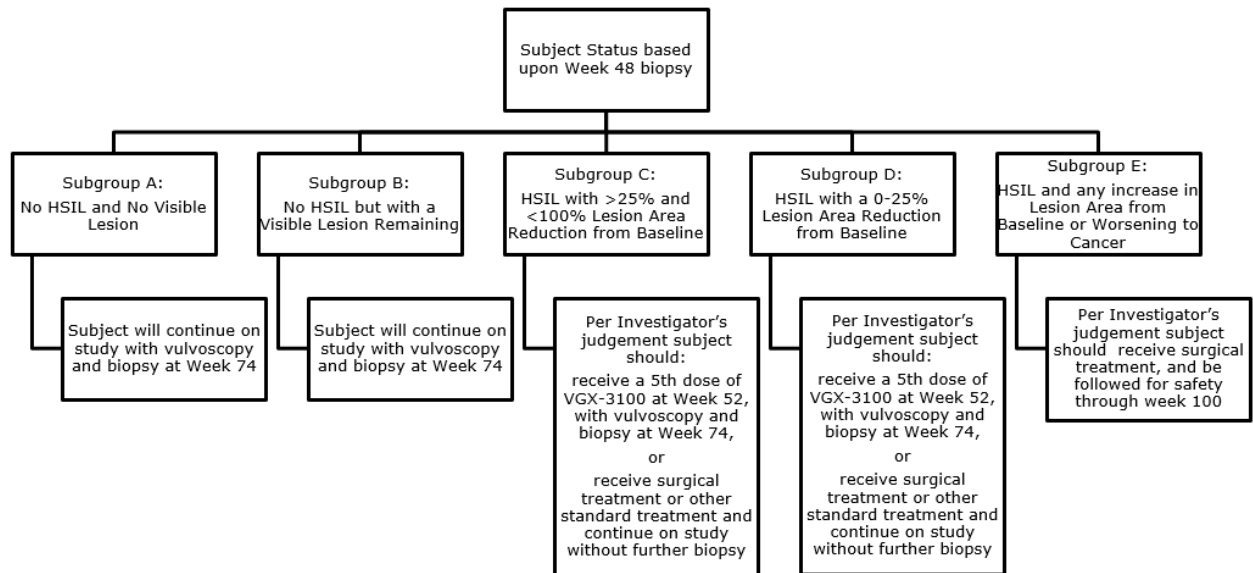 Subject Status based
upon Week 48 biopsy
Subgroup A:
No HSIL and No Visible
Lesion
Subject will continue on
study with vulvoscopy
and biopsy at Week 74
Subgroup B:
No HSIL but with a
Visible Lesion Remaining
Subject will continue on
study with vulvoscopy
and biopsy at Week 74
Subgroup C:
HSIL with >25% and
<100% Lesion Area
Reduction from Baseline
Per Investigator's
judgement subject
should:
receive a 5th dose of
VGX-3100 at Week 52,
with vulvoscopy and
biopsy at Week 74,
or
receive surgical
treatment or other
standard treatment and
continue on study
without further biopsy
Subgroup D:
HSIL with a 0-25%
Lesion Area Reduction
from Baseline
Per Investigator's
judgement subject
should:
receive a 5th dose of
VGX-3100 at Week 52,
with vulvoscopy and
biopsy at Week 74,
or
receive surgical
treatment or other
standard treatment and
continue on study
without further biopsy
Subgroup E:
HSIL and any increase in
Lesion Area from
Baseline or Worsening to
Cancer
Per Investigator's
judgement subject
should receive surgical
treatment, and be
followed for safety
through week 100